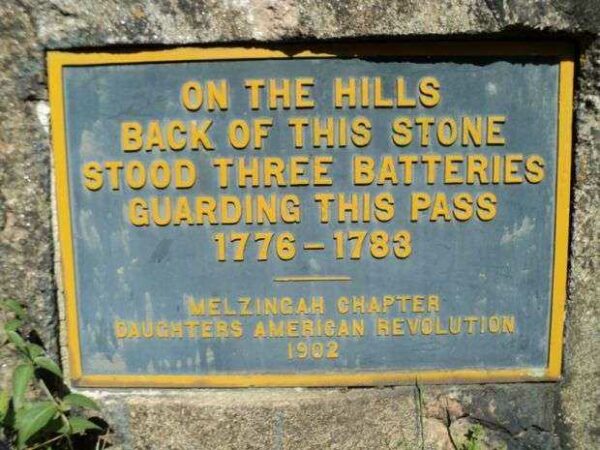 ON THE HILLS
BACK OF THIS STONE
STOOD THREE BATTERIES
GUARDING THIS PASS
1776 – 1783
MELZINGAH CHAPTER
DAUGHTERS AMERICAN REVOLUTION
1902